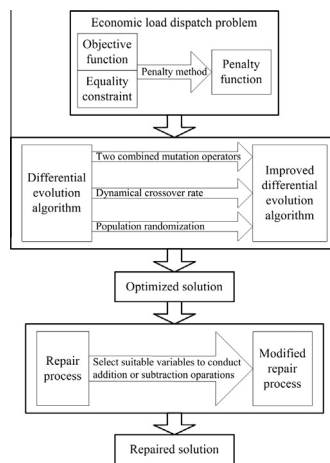 Economic load dispatch problem
Objective
function
Equality
constraint
Penalty method
Penalty
function
Differential
evolution
algorithm
Two combined mutation operators
Dynamical crossover rate
Population randomization
Improved
differential
evolution
algorithm
Optimized solution
Repair
process
Select suitable variables to conduct
addition or subtraction oparations
Modified
repair
process
Repaired solution